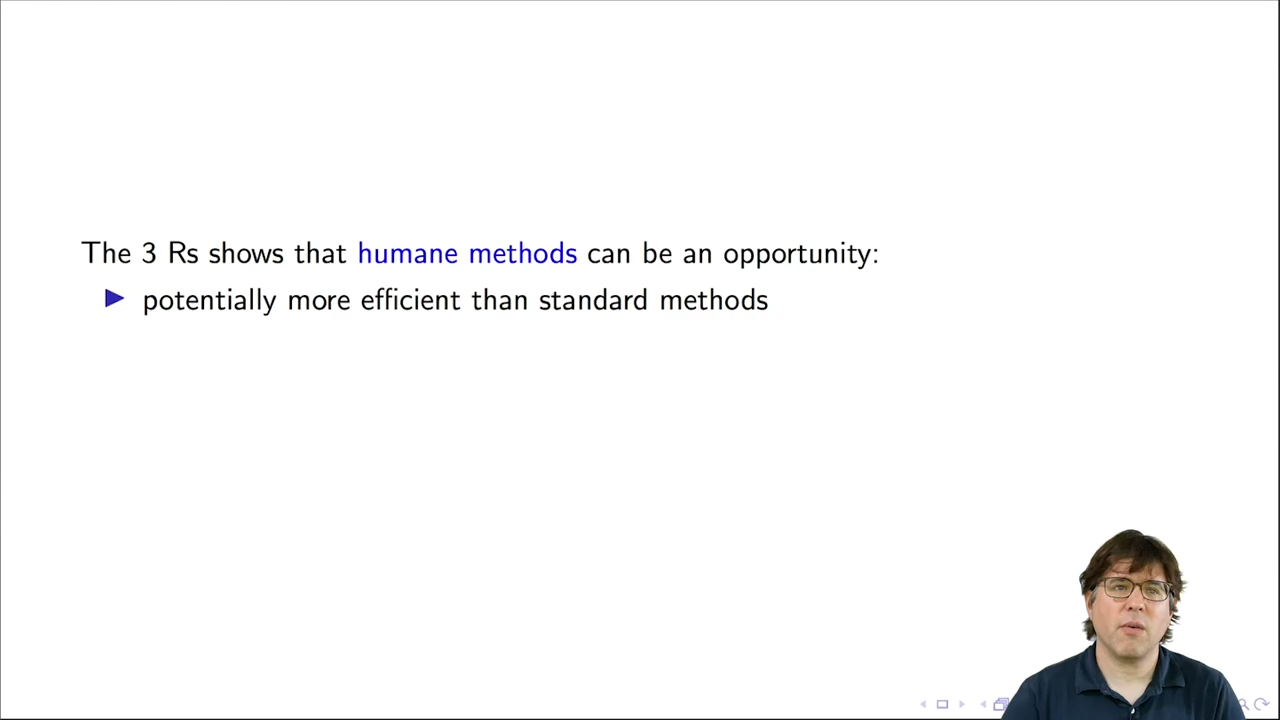 The 3 Rs shows that humane methods can be an opportunity:
potentially more efficient than standard methods